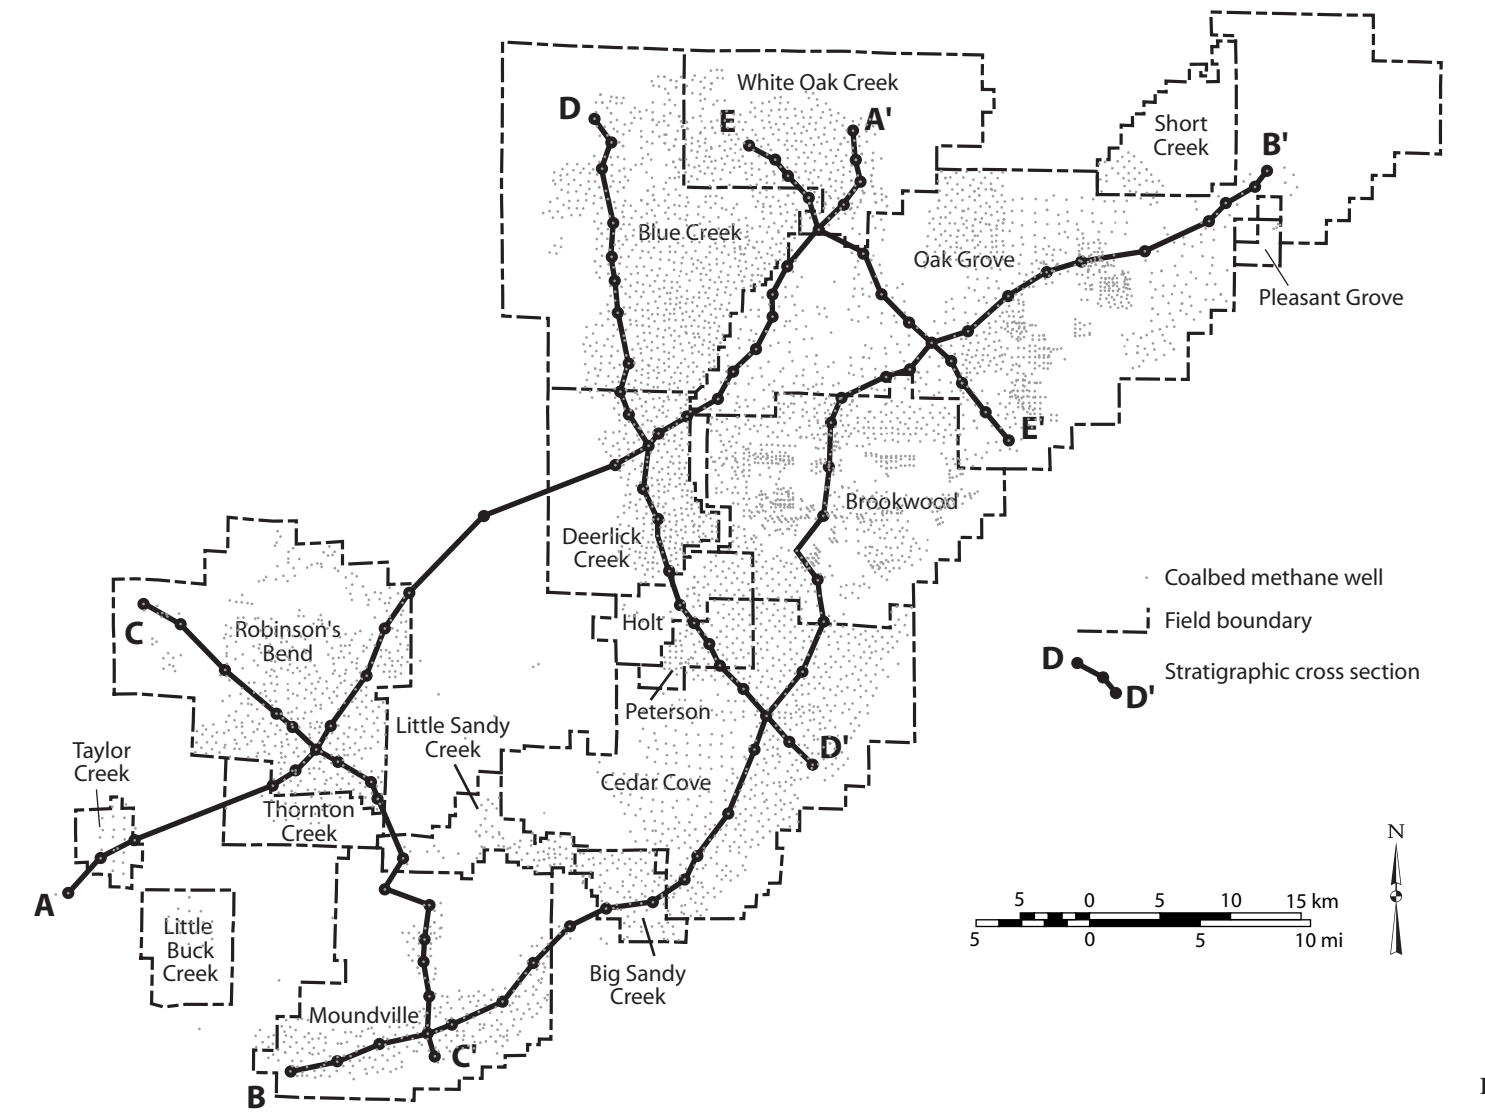 White Oak Creek
D
E
A'
Short
Creek
B'
Blue Creek
Oak Grove
Pleasant Grove
E'
Brookwood
Deerlick
Creek
Coalbed methane well
Holt
Field boundary
C
Robinson's
Bend
D
Stratigraphic cross section
D'
Peterson
Little Sandy
Creek
D'
Taylor
Creek
Cedar Cove
Thornton
Creek
N
A
5 0 5 10 15 km
5 0 5 10 mi
Little
Buck
Creek
Big Sandy
Creek
Moundville
C'
B